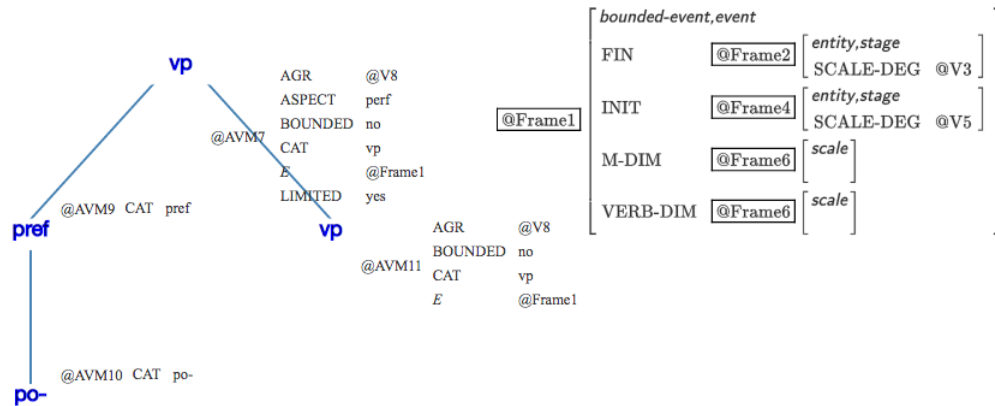 vp
@AVM7
AGR @V8
ASPECT perf
BOUNDED no
CAT vp
E @Frame1
LIMITED yes
pref
@AVM9 CAT pref
vp
@AVM11
AGR @V8
BOUNDED no
CAT vp
E @Frame1
po-
@AVM10 CAT po-
@Frame1
bounded-event,event
FIN @Frame2 entity,stage
SCALE-DEG @V3
INIT @Frame4 entity,stage
SCALE-DEG @V5
M-DIM @Frame6 scale
VERB-DIM @Frame6 scale